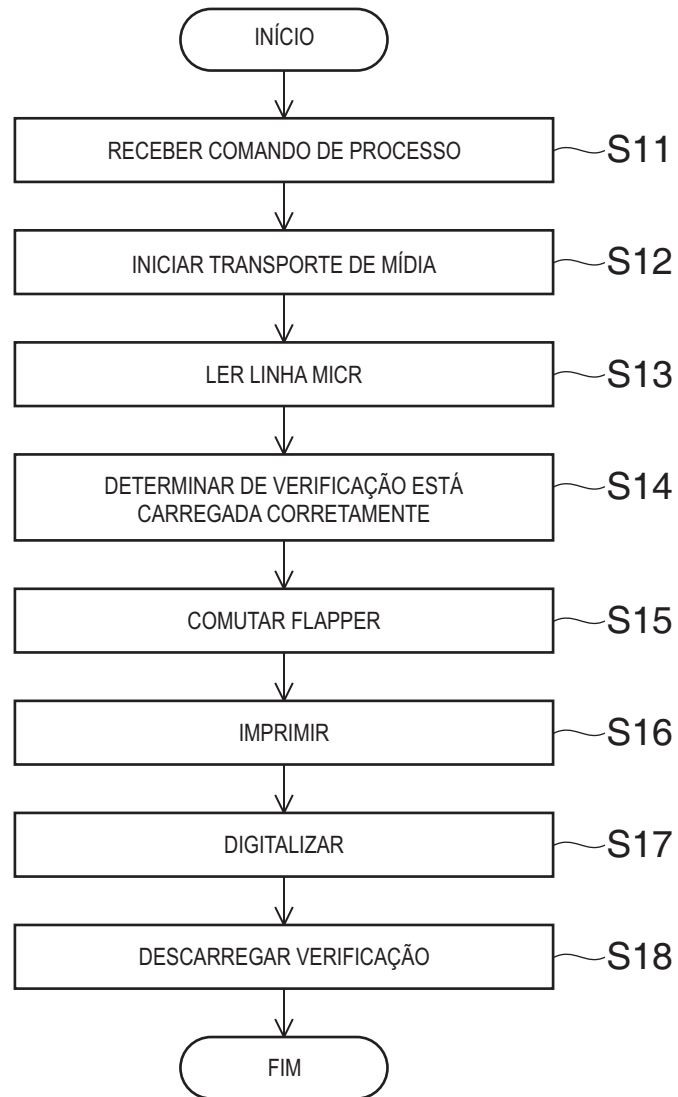 INÍCIO
RECEBER COMANDO DE PROCESSO
S11
INICIAR TRANSPORTE DE MÍDIA
S12
LER LINHA MICR
S13
DETERMINAR DE VERIFICAÇÃO ESTÁ
CARREGADA CORRETAMENTE
S14
COMUTAR FLAPPER
S15
IMPRIMIR
S16
DIGITALIZAR
S17
DESCARREGAR VERIFICAÇÃO
S18
FIM